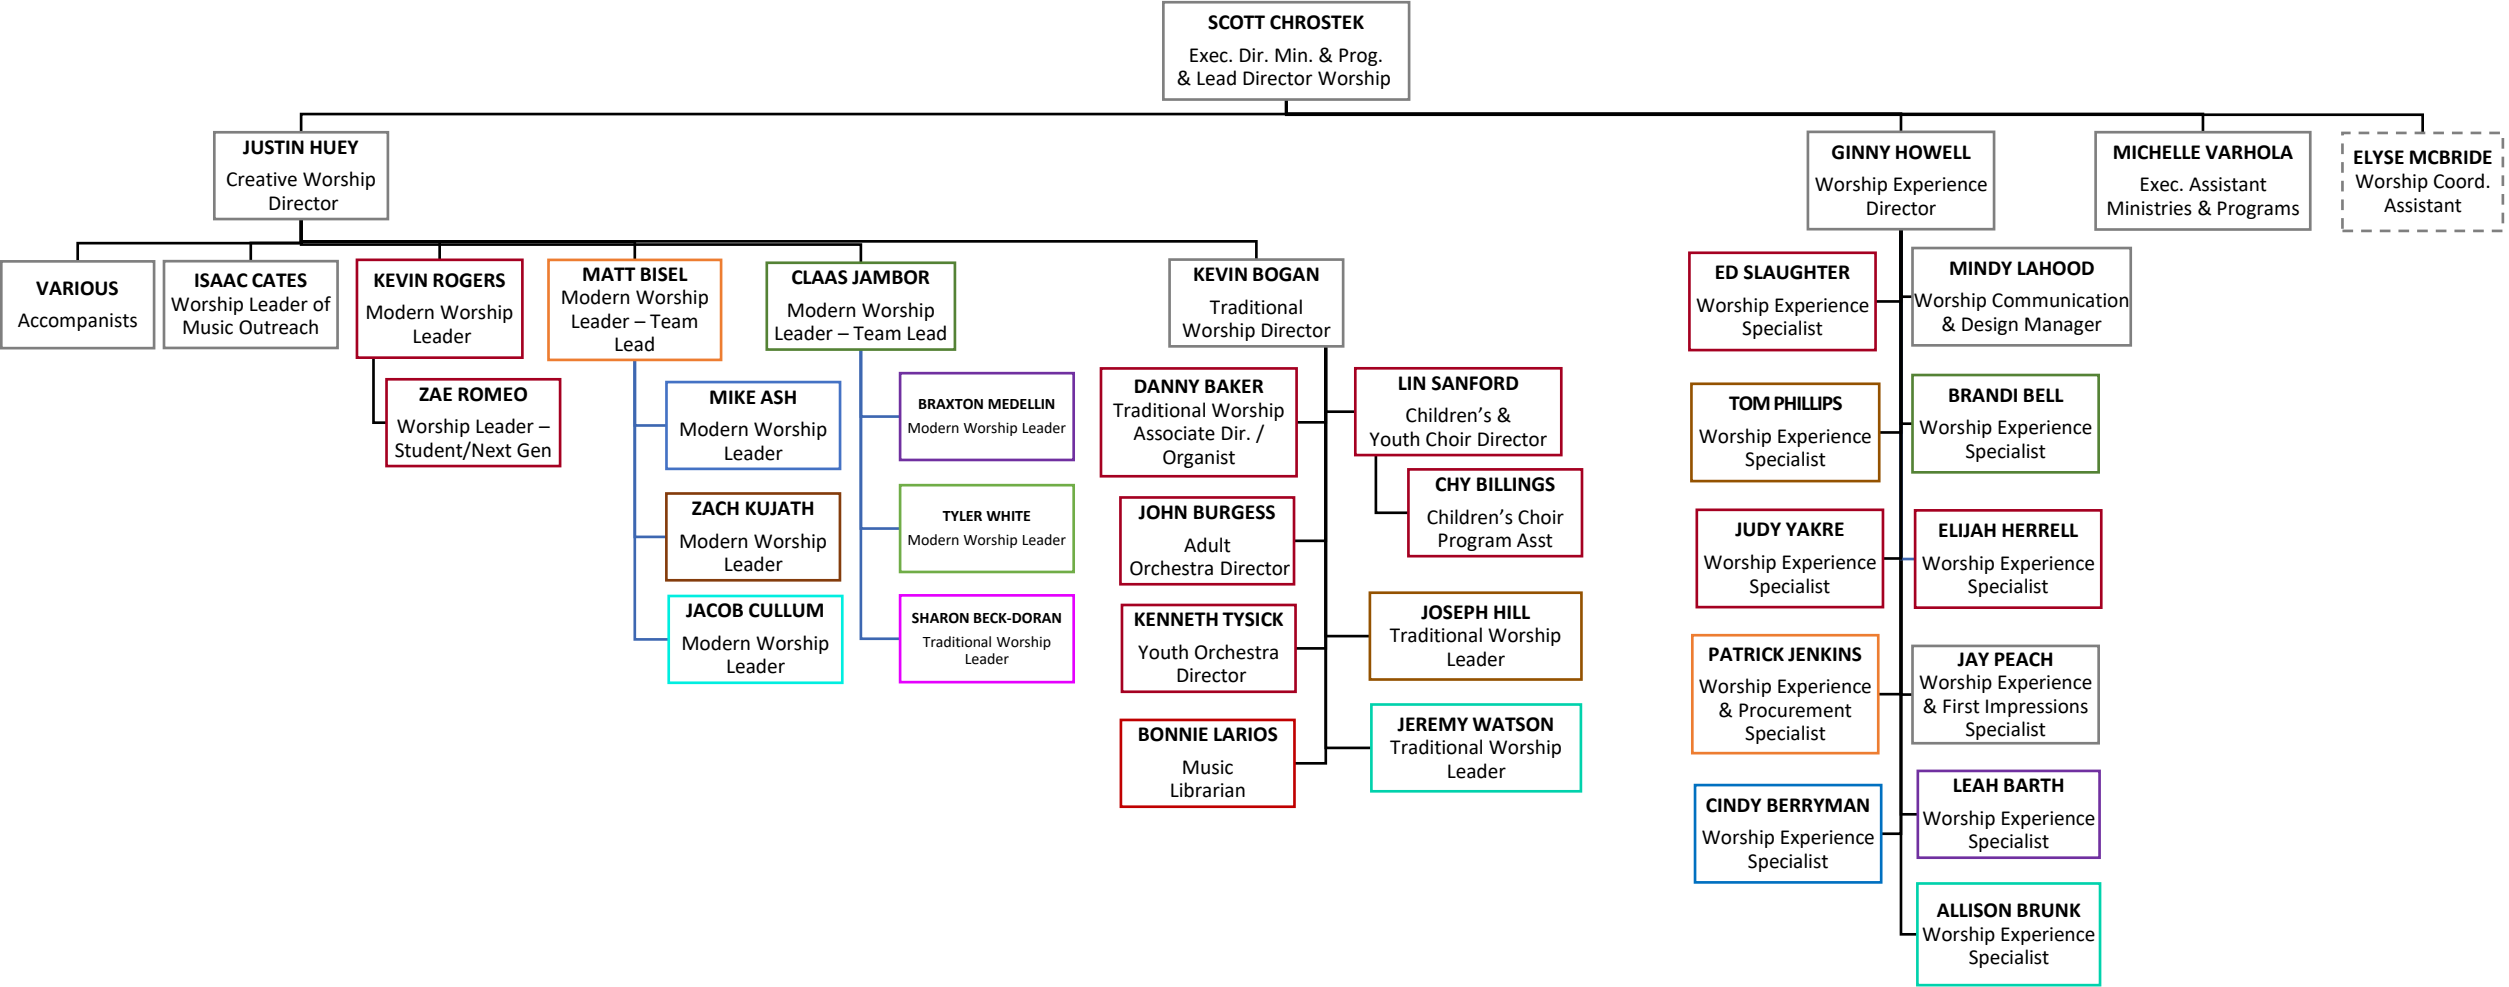 SCOTT CHROSTEK
Exec. Dir. Min. & Prog.
& Lead Director Worship
JUSTIN HUEY
Creative Worship
Director
GINNY HOWELL
Worship Experience
Director
MICHELLE VARHOLA
Exec. Assistant
Ministries & Programs
ELYSE MCBRIDE
Worship Coord.
Assistant
VARIOUS
Accompanists
ISAAC CATES
Worship Leader of
Music Outreach
KEVIN ROGERS
Modern Worship
Leader
MATT BISEL
Modern Worship
Leader – Team
Lead
CLAAS JAMBOR
Modern Worship
Leader – Team Lead
KEVIN BOGAN
Traditional
Worship Director
ZAE ROMEO
Worship Leader –
Student/Next Gen
MIKE ASH
Modern Worship
Leader
ZACH KUJATH
Modern Worship
Leader
JACOB CULLUM
Modern Worship
Leader
BRAXTON MEDELLIN
Modern Worship Leader
TYLER WHITE
Modern Worship Leader
SHARON BECK-DORAN
Traditional Worship
Leader
DANNY BAKER
Traditional Worship
Associate Dir. /
Organist
LIN SANFORD
Children’s &
Youth Choir Director
CHY BILLINGS
Children’s Choir
Program Asst
JOHN BURGESS
Adult
Orchestra Director
KENNETH TYSICK
Youth Orchestra
Director
JOSEPH HILL
Traditional Worship
Leader
BONNIE LARIOS
Music
Librarian
JEREMY WATSON
Traditional Worship
Leader
ED SLAUGHTER
Worship Experience
Specialist
MINDY LAHOOD
Worship Communication
& Design Manager
TOM PHILLIPS
Worship Experience
Specialist
BRANDI BELL
Worship Experience
Specialist
JUDY YAKRE
Worship Experience
Specialist
ELIJAH HERRELL
Worship Experience
Specialist
PATRICK JENKINS
Worship Experience
& Procurement
Specialist
JAY PEACH
Worship Experience
& First Impressions
Specialist
CINDY BERRYMAN
Worship Experience
Specialist
LEAH BARTH
Worship Experience
Specialist
ALLISON BRUNK
Worship Experience
Specialist